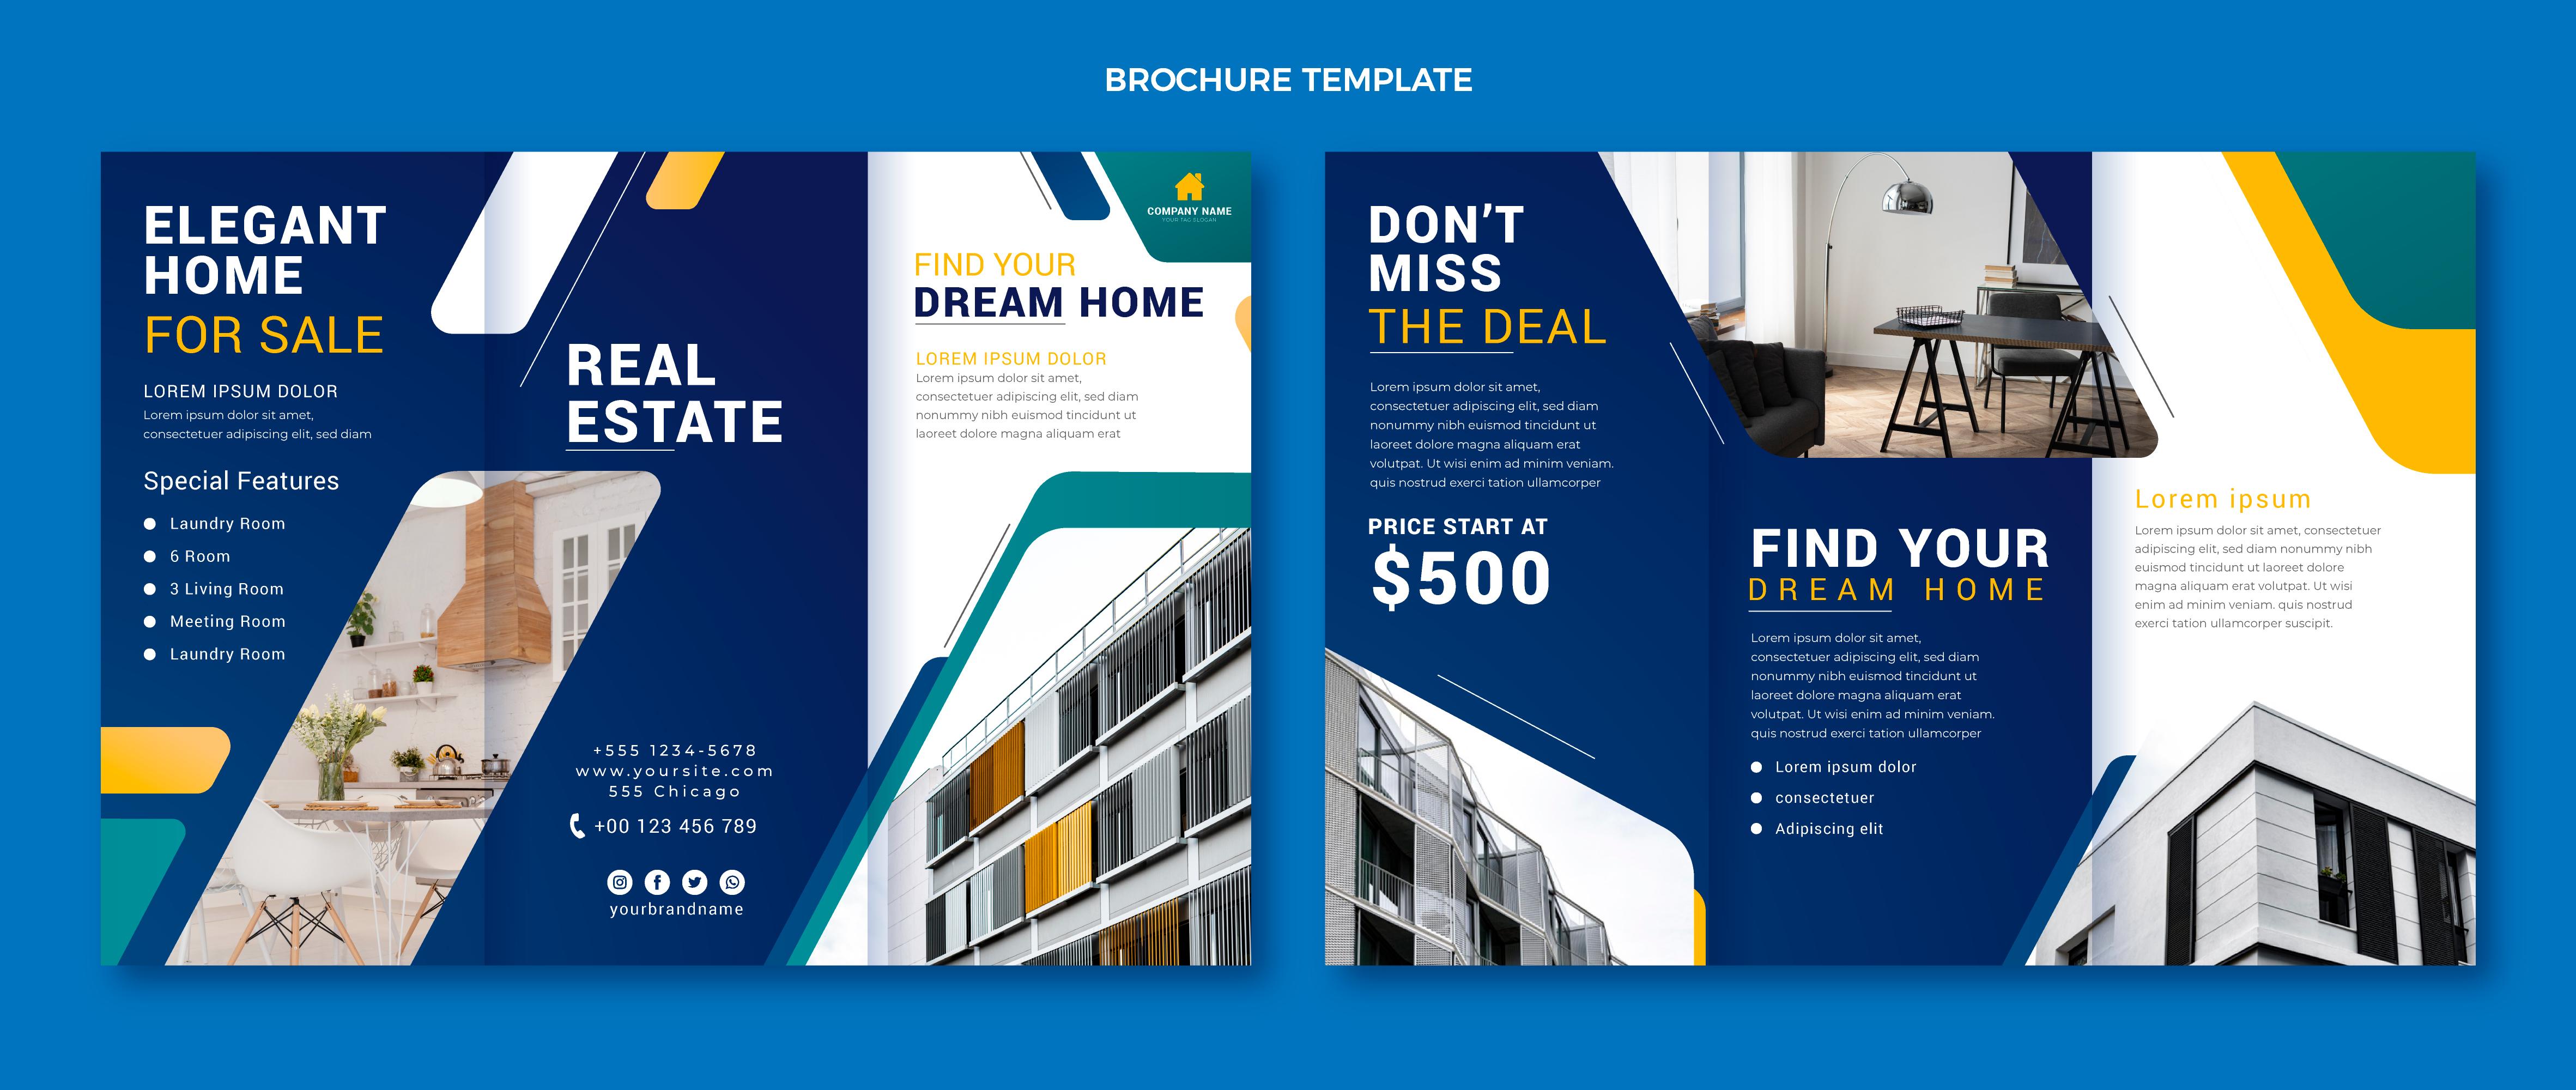 BROCHURE TEMPLATE
ELEGANT
HOME
FOR SALE
LOREM IPSUM DOLOR
Lorem ipsum dolor sit amet,
consectetuer adipiscing elit, sed diam
Special Features
Laundry Room
6 Room
3 Living Room
Meeting Room
Laundry Room
REAL
ESTATE
+555 1234-5678
www.yoursite.com
555 Chicago
+00 123 456 789
yourbrandname
COMPANY NAME
YOUR TAG SLOGAN
FIND YOUR
DREAM HOME
LOREM IPSUM DOLOR
Lorem ipsum dolor sit amet,
consectetuer adipiscing elit, sed diam
nonummy nibh euismod tincidunt ut
laoreet dolore magna aliquam erat
DON'T
MISS
THE DEAL
Lorem ipsum dolor sit amet,
consectetuer adipiscing elit, sed diam
nonummy nibh euismod tincidunt ut
laoreet dolore magna aliquam erat
volutpat. Ut wisi enim ad minim veniam.
quis nostrud exerci tation ullamcorper
PRICE START AT
$500
FIND YOUR
DREAM HOME
Lorem ipsum dolor sit amet,
consectetuer adipiscing elit, sed diam
nonummy nibh euismod tincidunt ut
laoreet dolore magna aliquam erat
volutpat. Ut wisi enim ad minim veniam.
quis nostrud exerci tation ullamcorper
Lorem ipsum dolor
consectetuer
Adipiscing elit
Lorem ipsum
Lorem ipsum dolor sit amet, consectetuer
adipiscing elit, sed diam nonummy nibh
euismod tincidunt ut laoreet dolore
magna aliquam erat volutpat. Ut wisi
enim ad minim veniam. quis nostrud
exerci tation ullamcorper suscipit.